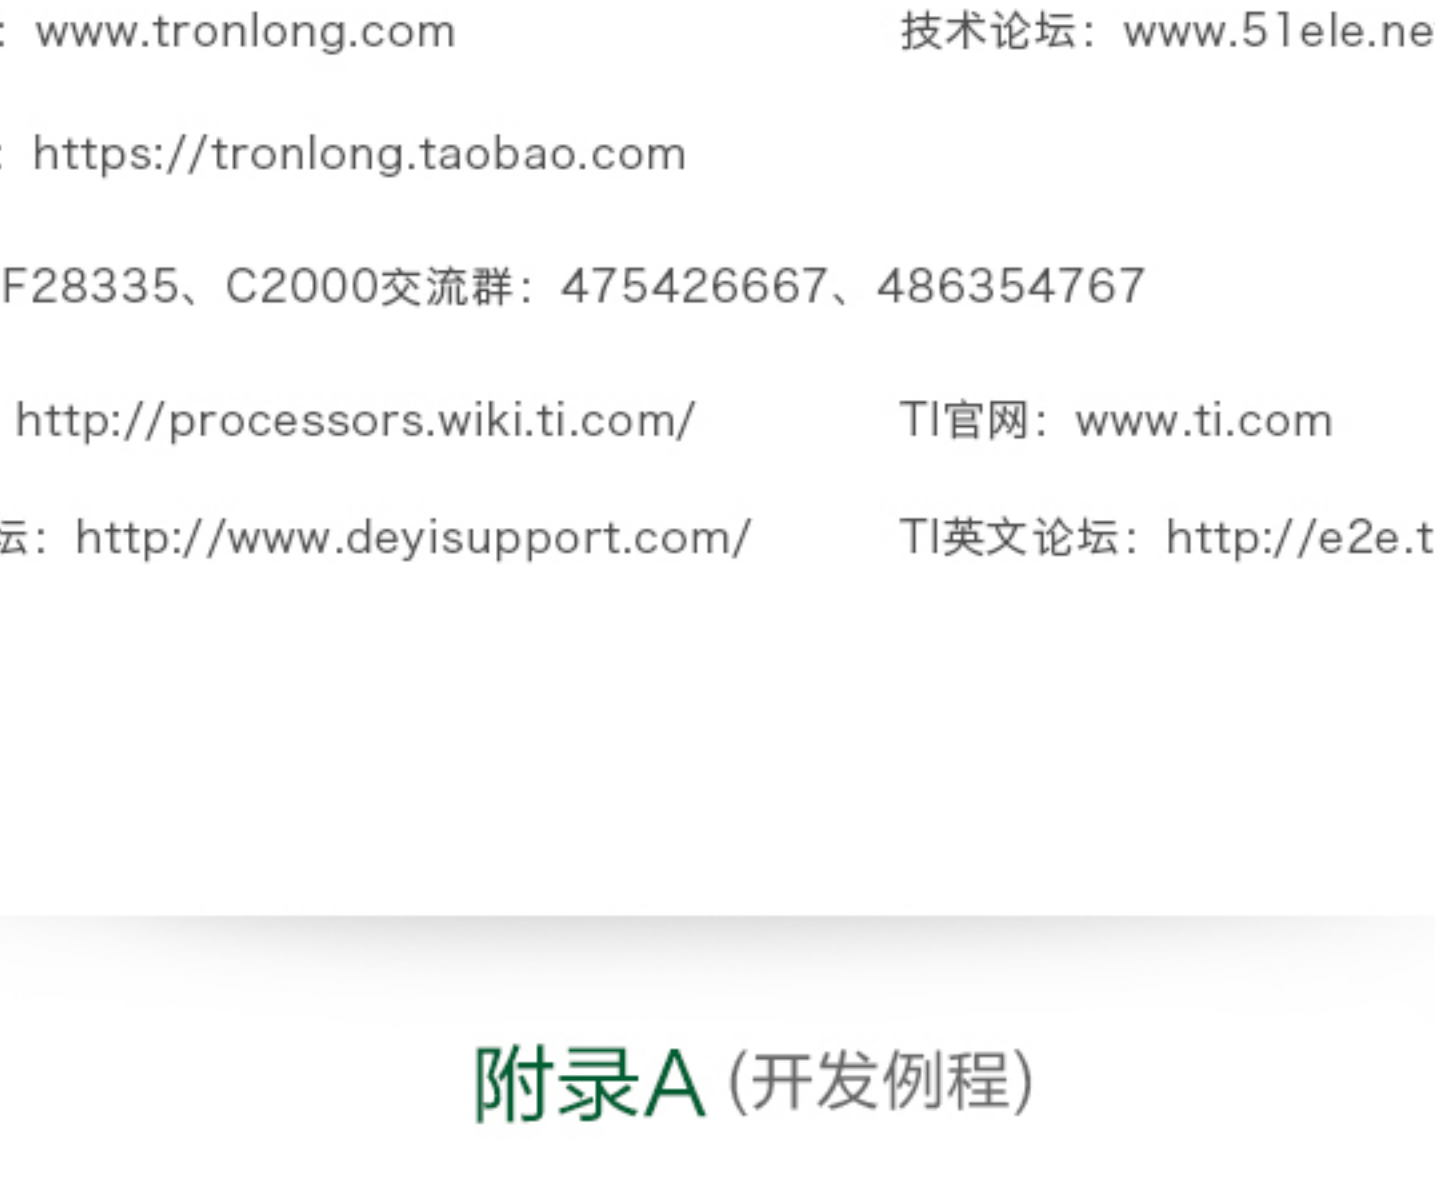 ：www.tronlong.com 技术论坛：www.51ele.ne
：https://tronlong.taobao.com
F28335、C2000交流群：475426667、486354767
http://processors.wiki.ti.com/ TI官网：www.ti.com
坛：http://www.deyisupport.com/ TI英文论坛：http://e2e.t
附录A (开发例程)